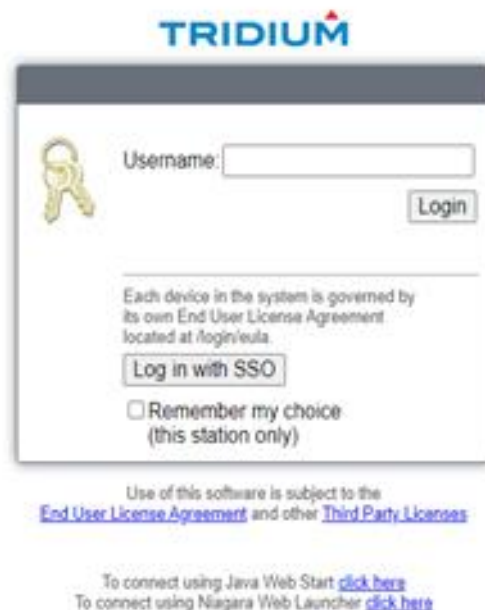 TRIDIUM
Username:
Login
Each device in the system is governed by
its own End User License Agreement
located at /login/eula
Log in with SSO
Remember my choice
(this station only)
Use of this software is subject to the
End User License Agreement and other Third Party Licenses
To connect using Java Web Start click here
To connect using Niagara Web Launcher click here